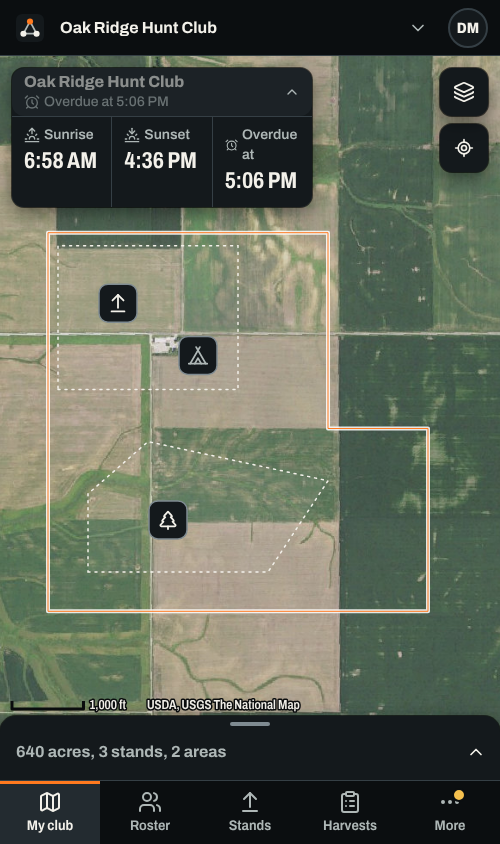 Oak Ridge Hunt Club
DM
Oak Ridge Hunt Club
Overdue at 5:06 PM
Sunrise
6:58 AM
Sunset
4:36 PM
Overdue
at
5:06 PM
1,000 ft
USDA, USGS The National Map
640 acres, 3 stands, 2 areas
My club
Roster
Stands
Harvests
More